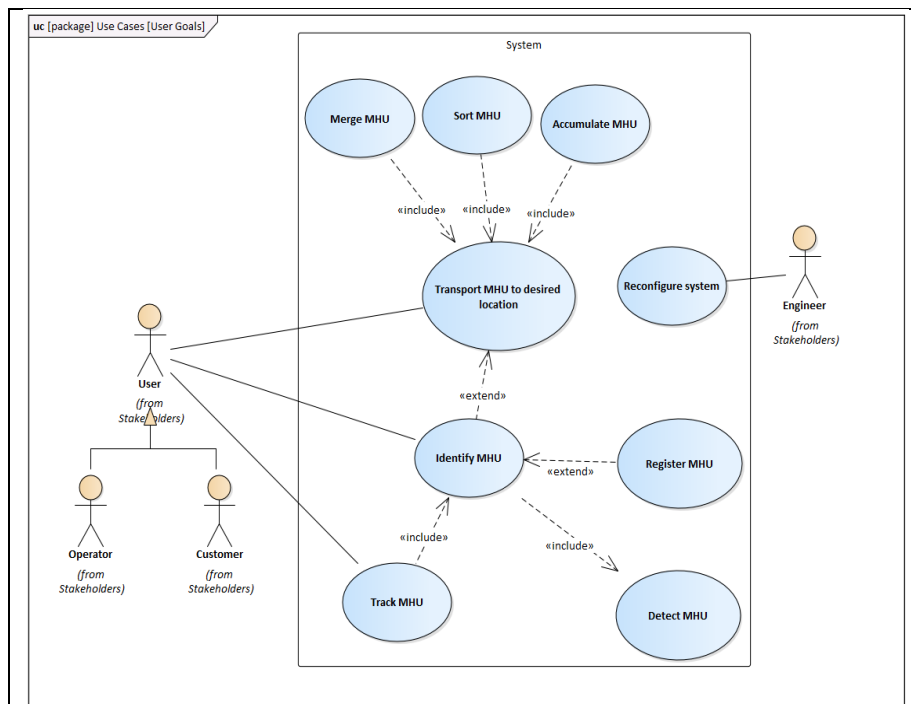 uc [package] Use Cases [User Goals]
System
Merge MHU
Sort MHU
Accumulate MHU
«include»
«include»
«include»
Transport MHU to desired
location
Reconfigure system
Engineer
(from
Stakeholders)
User
(from
Stakeholders)
«extend»
Identify MHU
Register MHU
«extend»
Operator
(from
Stakeholders)
Customer
(from
Stakeholders)
«include»
«include»
Track MHU
Detect MHU